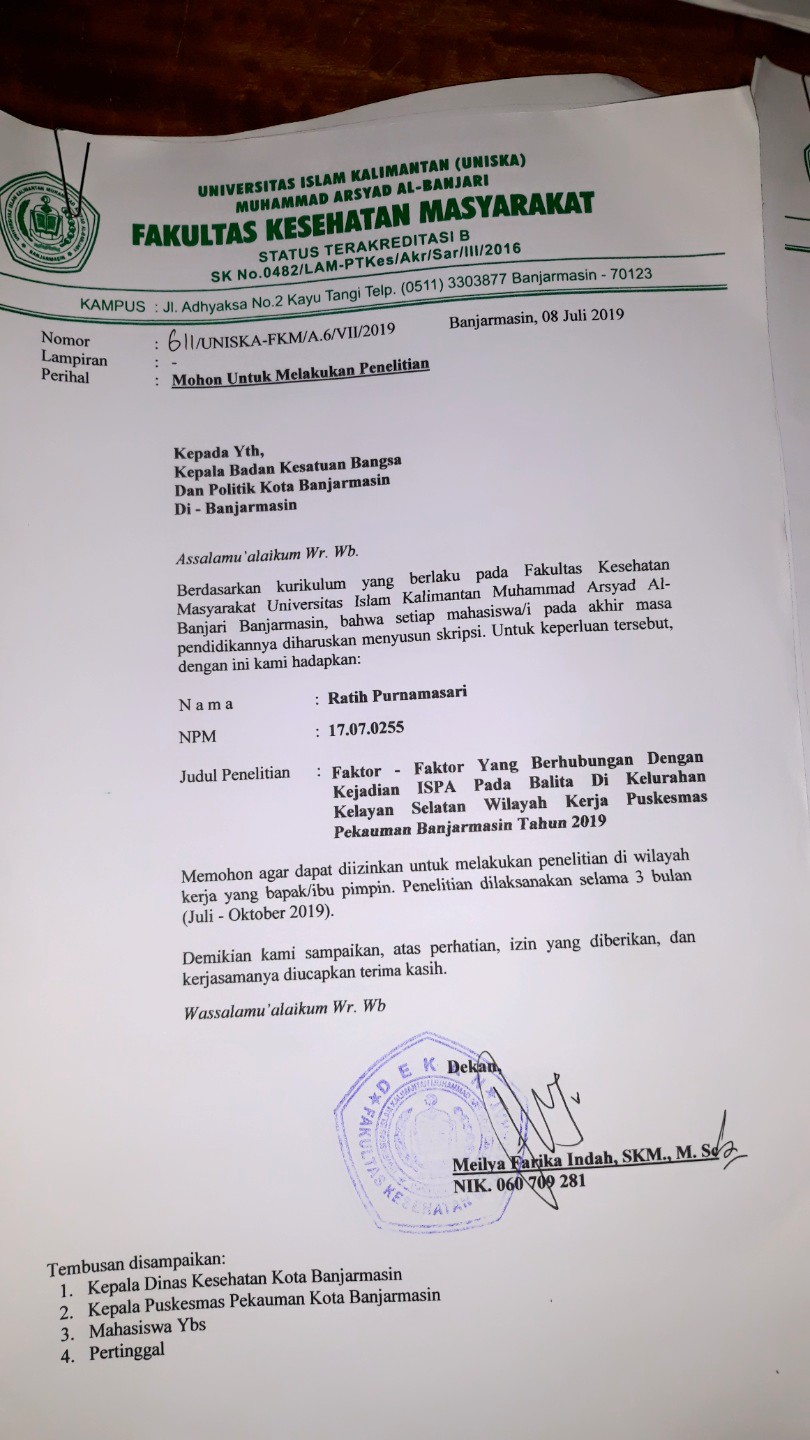 UNIVERSITAS ISLAM KALIMANTAN (UNISKA)
MUHAMMAD ARSYAD AL-BANJARI
FAKULTAS KESEHATAN MASYARAKAT
STATUS TERAKREDITASI B
SK No.0482/LAM-PTKes/Akr/Sar/III/2016
KAMPUS : Jl. Adhyaksa No.2 Kayu Tangi Telp. (0511) 3303877 Banjarmasin - 70123
Nomor : 611/UNISKA-FKM/A.6/VII/2019 Banjarmasin, 08 Juli 2019
Lampiran : -
Perihal : Mohon Untuk Melakukan Penelitian
Kepada Yth,
Kepala Badan Kesatuan Bangsa
Dan Politik Kota Banjarmasin
Di - Banjarmasin
Assalamu'alaikum Wr. Wb.
Berdasarkan kurikulum yang berlaku pada Fakultas Kesehatan
Masyarakat Universitas Islam Kalimantan Muhammad Arsyad Al-
Banjari Banjarmasin, bahwa setiap mahasiswa/i pada akhir masa
pendidikannya diharuskan menyusun skripsi. Untuk keperluan tersebut,
dengan ini kami hadapkan:
N a m a : Ratih Purnamasari
NPM : 17.07.0255
Judul Penelitian : Faktor - Faktor Yang Berhubungan Dengan
Kejadian ISPA Pada Balita Di Kelurahan
Kelayan Selatan Wilayah Kerja Puskesmas
Pekauman Banjarmasin Tahun 2019
Memohon agar dapat diizinkan untuk melakukan penelitian di wilayah
kerja yang bapak/ibu pimpin. Penelitian dilaksanakan selama 3 bulan
(Juli - Oktober 2019).
Demikian kami sampaikan, atas perhatian, izin yang diberikan, dan
kerjasamanya diucapkan terima kasih.
Wassalamu'alaikum Wr. Wb
Dekan,
DEKAN
FAKULTAS KESEHATAN
Meilya Farika Indah, SKM., M. Sc
NIK. 060 709 281
Tembusan disampaikan:
1. Kepala Dinas Kesehatan Kota Banjarmasin
2. Kepala Puskesmas Pekauman Kota Banjarmasin
3. Mahasiswa Ybs
4. Pertinggal